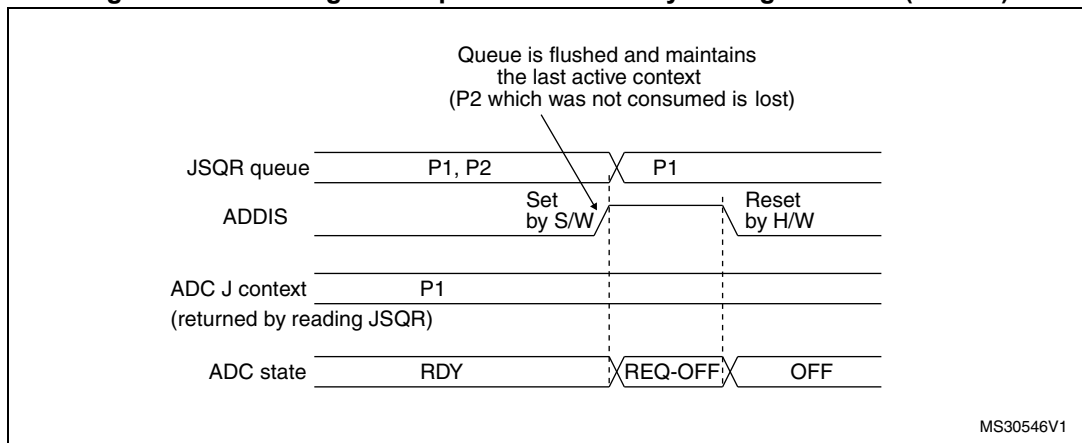 Queue is flushed and maintains
the last active context
(P2 which was not consumed is lost)
JSQR queue P1, P2 P1
ADDIS Set by S/W Reset by H/W
ADC J context P1
(returned by reading JSQR)
ADC state RDY REQ-OFF OFF
MS30546V1